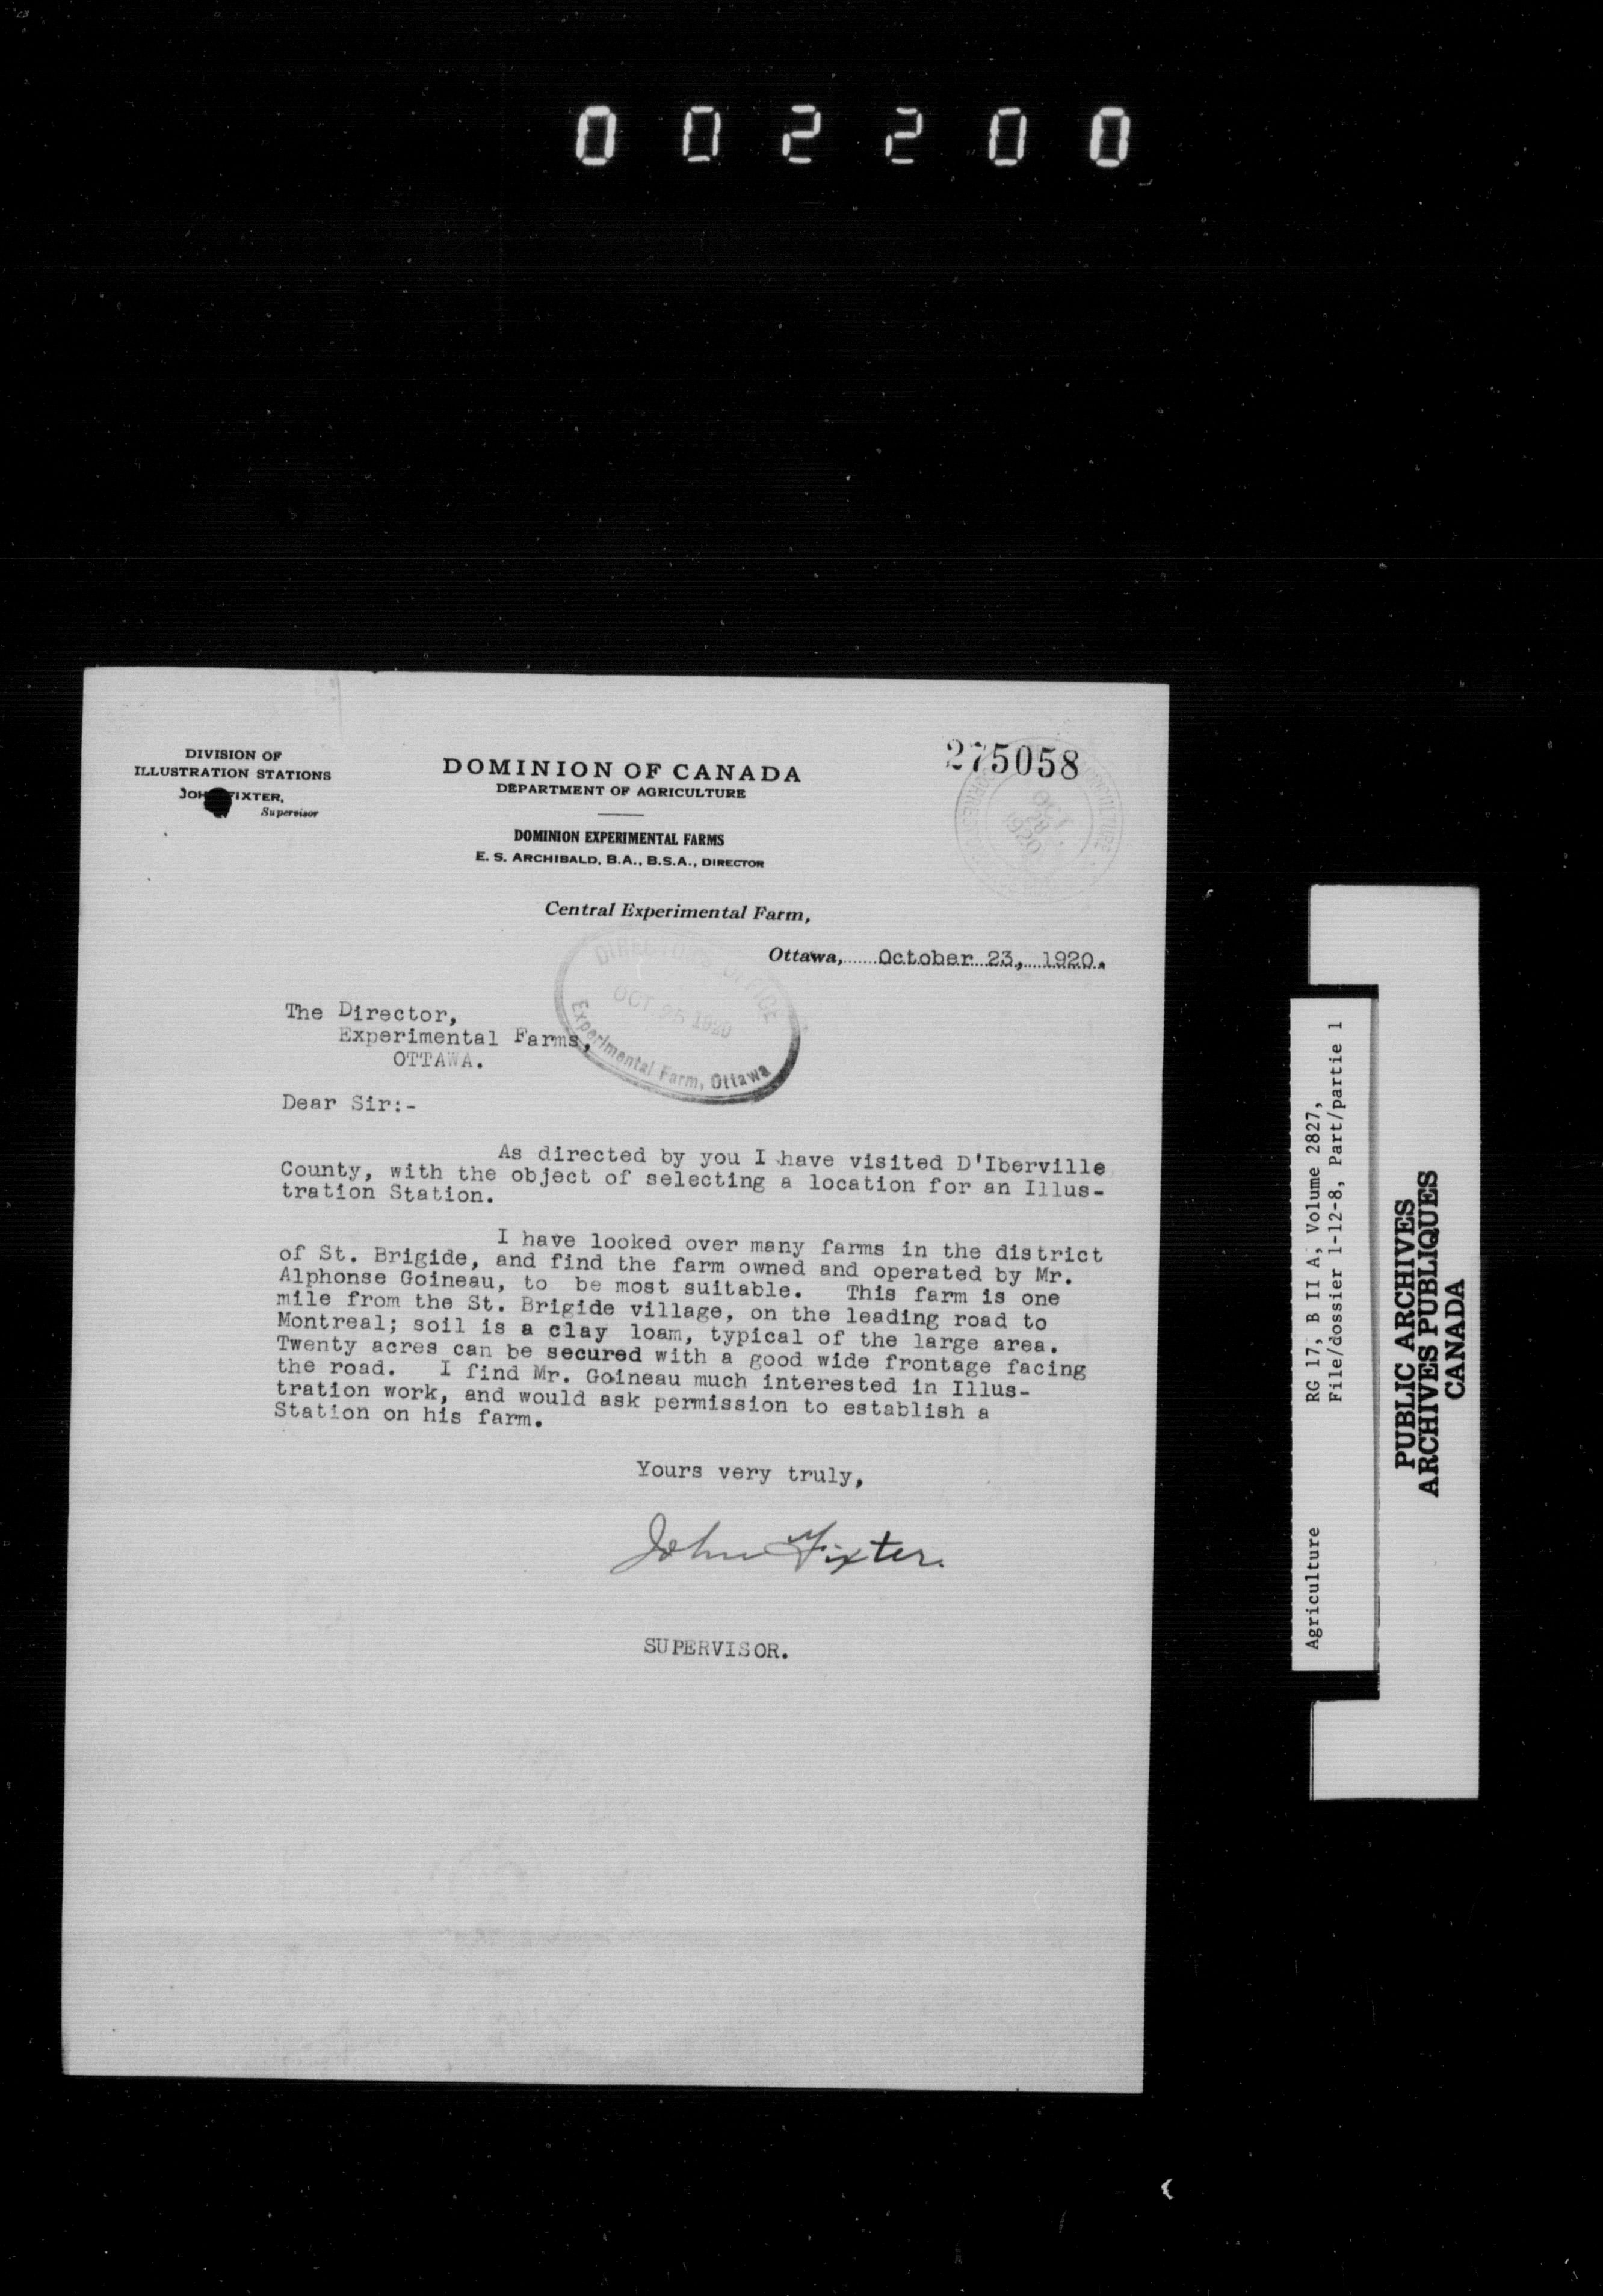 002200
275058
DIVISION OF
ILLUSTRATION STATIONS
JOH FIXTER,
Supervisor
DOMINION OF CANADA
DEPARTMENT OF AGRICULTURE
DOMINION EXPERIMENTAL FARMS
E. S. ARCHIBALD, B.A., B.S.A., DIRECTOR
OCT
28
1920
Central Experimental Farm,
Ottawa, October 23, 1920.
DIRECTOR'S OFFICE
OCT 25 1920
Experimental Farm, Ottawa
The Director,
Experimental Farms,
OTTAWA.
Dear Sir:-
As directed by you I have visited D'Iberville
County, with the object of selecting a location for an Illus-
tration Station.
I have looked over many farms in the district
of St. Brigide, and find the farm owned and operated by Mr.
Alphonse Goineau, to be most suitable. This farm is one
mile from the St. Brigide village, on the leading road to
Montreal; soil is a clay loam, typical of the large area.
Twenty acres can be secured with a good wide frontage facing
the road. I find Mr. Goineau much interested in Illus-
tration work, and would ask permission to establish a
Station on his farm.
Yours very truly,
John Fixter.
SUPERVISOR.
Agriculture RG 17, B II A, Volume 2827,
File/dossier 1-12-8, Part/partie 1
PUBLIC ARCHIVES
ARCHIVES PUBLIQUES
CANADA